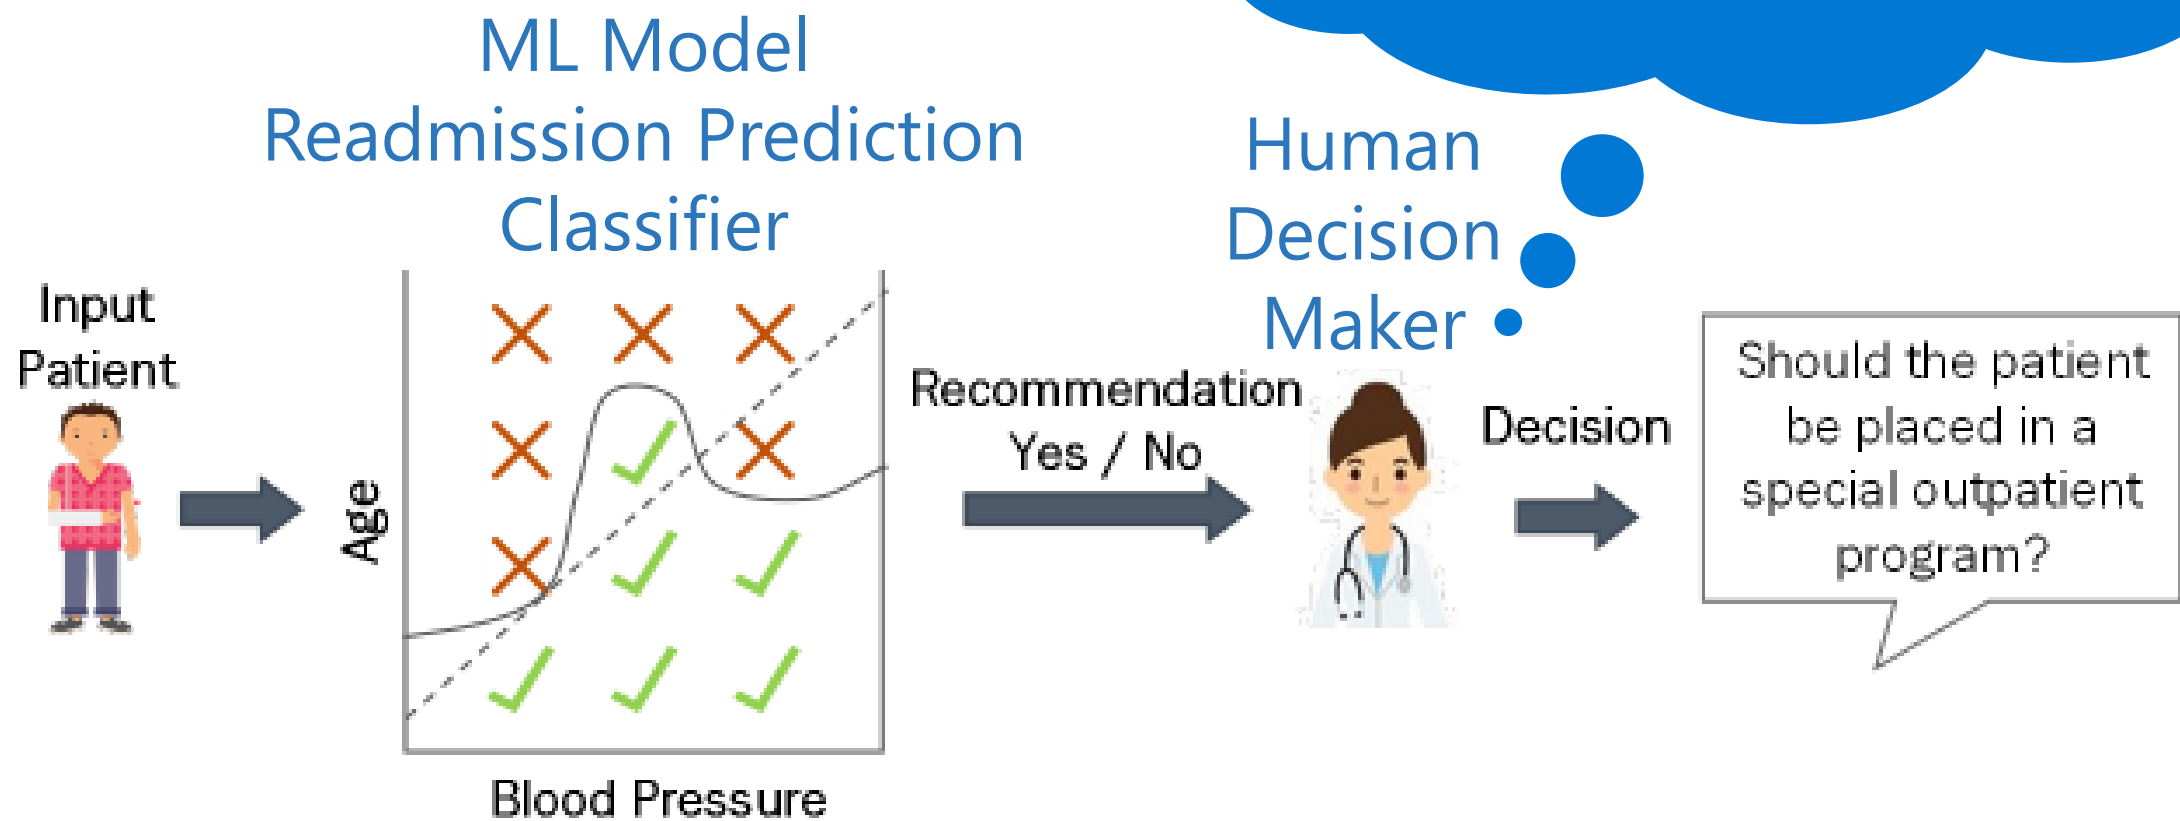 ML Model
Readmission Prediction
Classifier
Human
Decision
Maker
Input
Patient
Age
Blood Pressure
Recommendation
Yes / No
Decision
Should the patient
be placed in a
special outpatient
program?